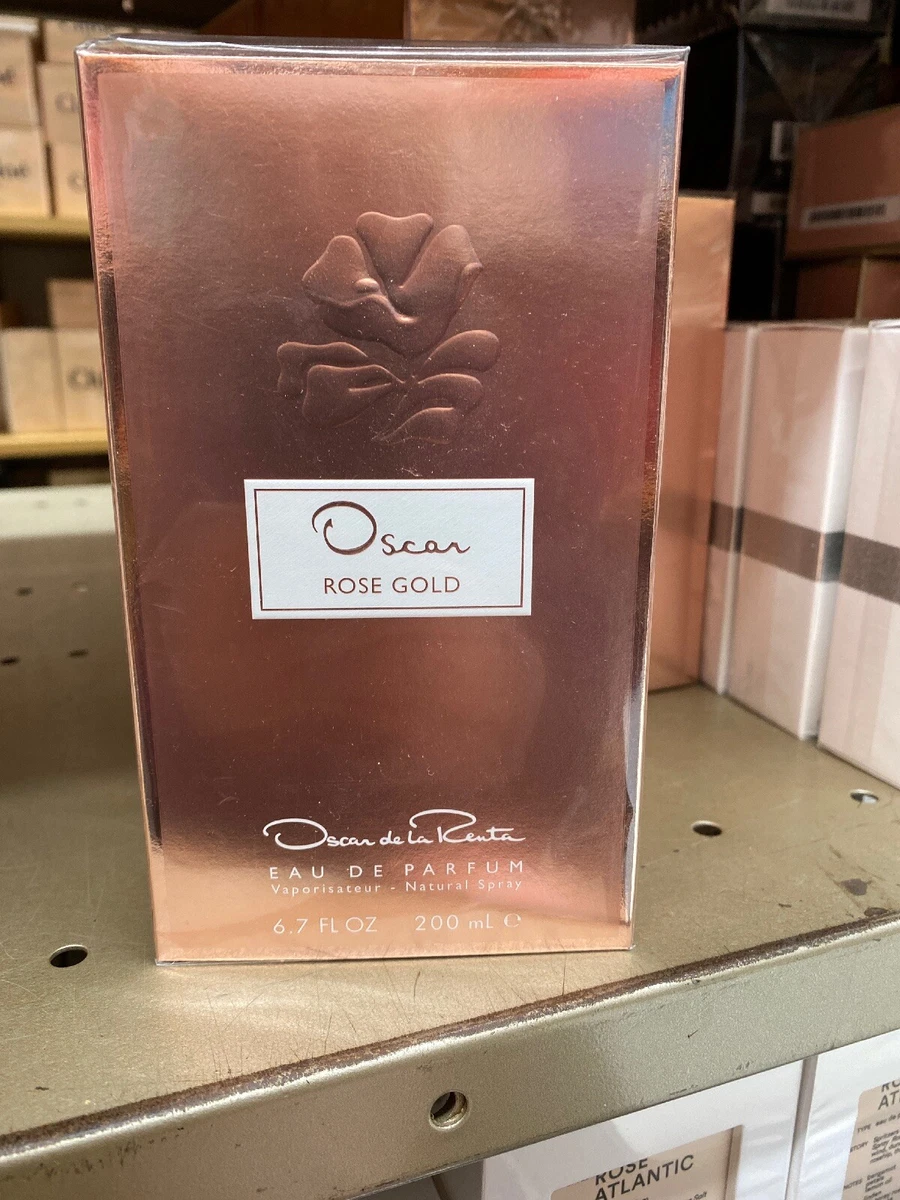 Oscar
ROSE GOLD
Oscar de la Renta
EAU DE PARFUM
Vaporisateur - Natural Spray
6.7 FL OZ 200 mL ℮
ROSE
ATLANTIC